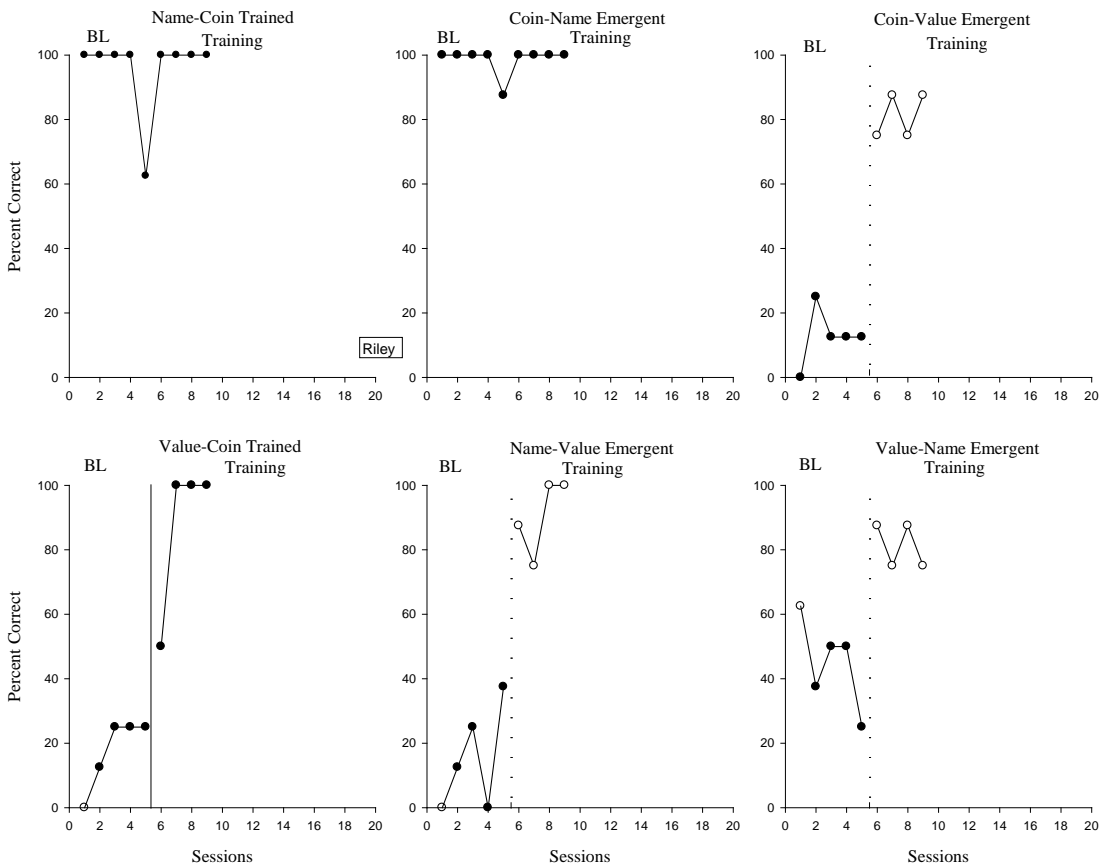 Name-Coin Trained
BL
Training
100
80
60
40
20
0
Percent Correct
Riley
0 2 4 6 8 10 12 14 16 18 20
Coin-Name Emergent
BL
Training
100
80
60
40
20
0
0 2 4 6 8 10 12 14 16 18 20
Coin-Value Emergent
BL
Training
100
80
60
40
20
0
0 2 4 6 8 10 12 14 16 18 20
Value-Coin Trained
BL
Training
100
80
60
40
20
0
Percent Correct
0 2 4 6 8 10 12 14 16 18 20
Sessions
Name-Value Emergent
BL
Training
100
80
60
40
20
0
0 2 4 6 8 10 12 14 16 18 20
Sessions
Value-Name Emergent
BL
Training
100
80
60
40
20
0
0 2 4 6 8 10 12 14 16 18 20
Sessions